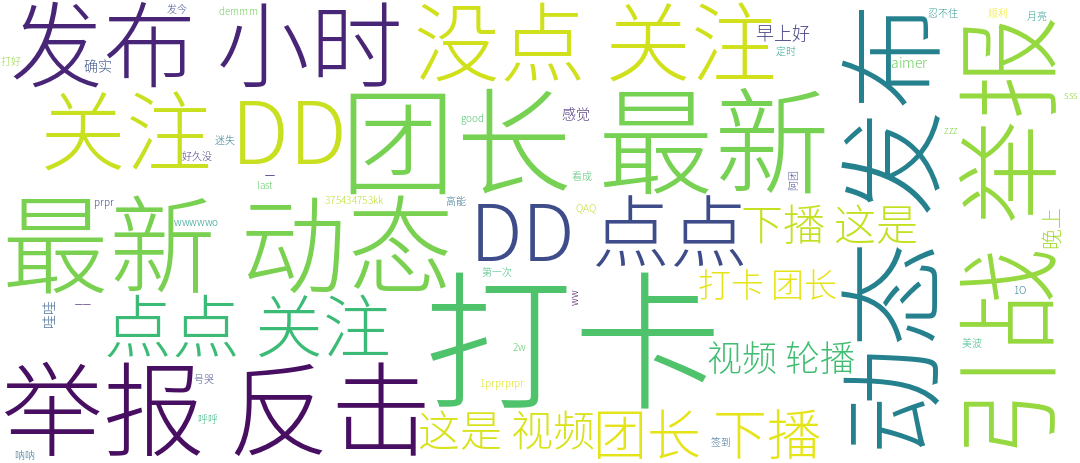 发布 小时
没点 关注
发今
demmm
打好
确实
早上好
定时
忍不住
顺利
月亮
aimer
sss
zzz
关注 DD
团长 最新
good
感觉
迷失
好久没
一
last
看成
prpr
wwwwwo
375434753kk
高能
QAQ
最新 动态
DD 点点
下播 这是
第一次
打卡 团长
哇哇
一一
ww
点点 关注
打卡
2w
视频 轮播
10
美波
晚上
举报 反击
号哭
1prprprpr
呼呼
呐呐
这是 视频
团长 下播
签到
动态 发布
引战 举报